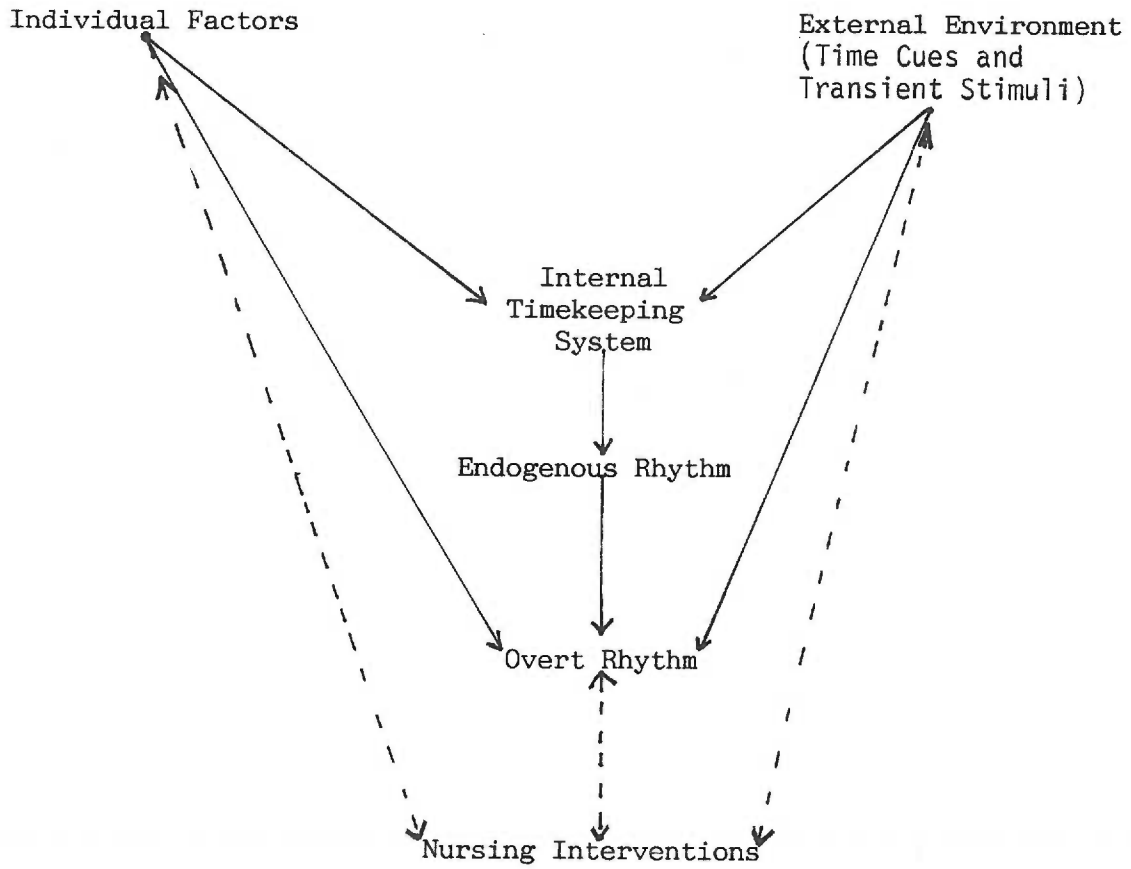 Individual Factors
External Environment
(Time Cues and
Transient Stimuli)
Internal
Timekeeping
System
Endogenous Rhythm
Overt Rhythm
Nursing Interventions